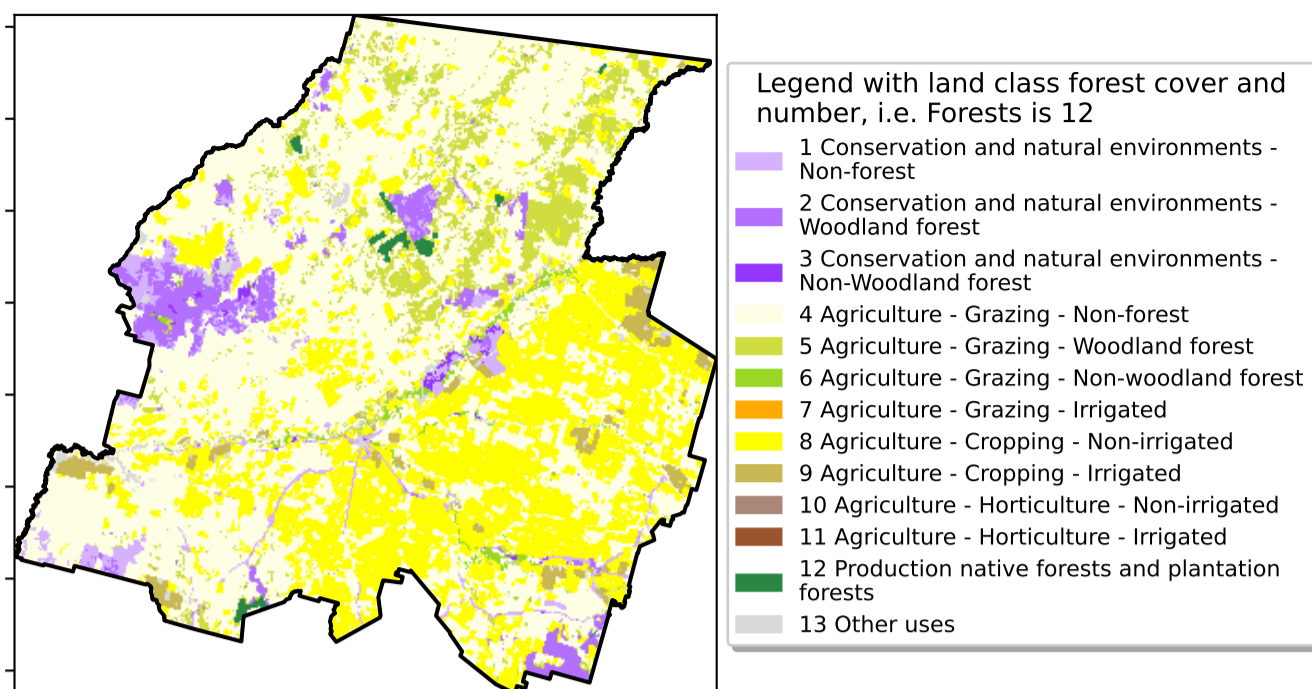 Legend with land class forest cover and
number, i.e. Forests is 12
1 Conservation and natural environments -
Non-forest
2 Conservation and natural environments -
Woodland forest
3 Conservation and natural environments -
Non-Woodland forest
4 Agriculture - Grazing - Non-forest
5 Agriculture - Grazing - Woodland forest
6 Agriculture - Grazing - Non-woodland forest
7 Agriculture - Grazing - Irrigated
8 Agriculture - Cropping - Non-irrigated
9 Agriculture - Cropping - Irrigated
10 Agriculture - Horticulture - Non-irrigated
11 Agriculture - Horticulture - Irrigated
12 Production native forests and plantation
forests
13 Other uses